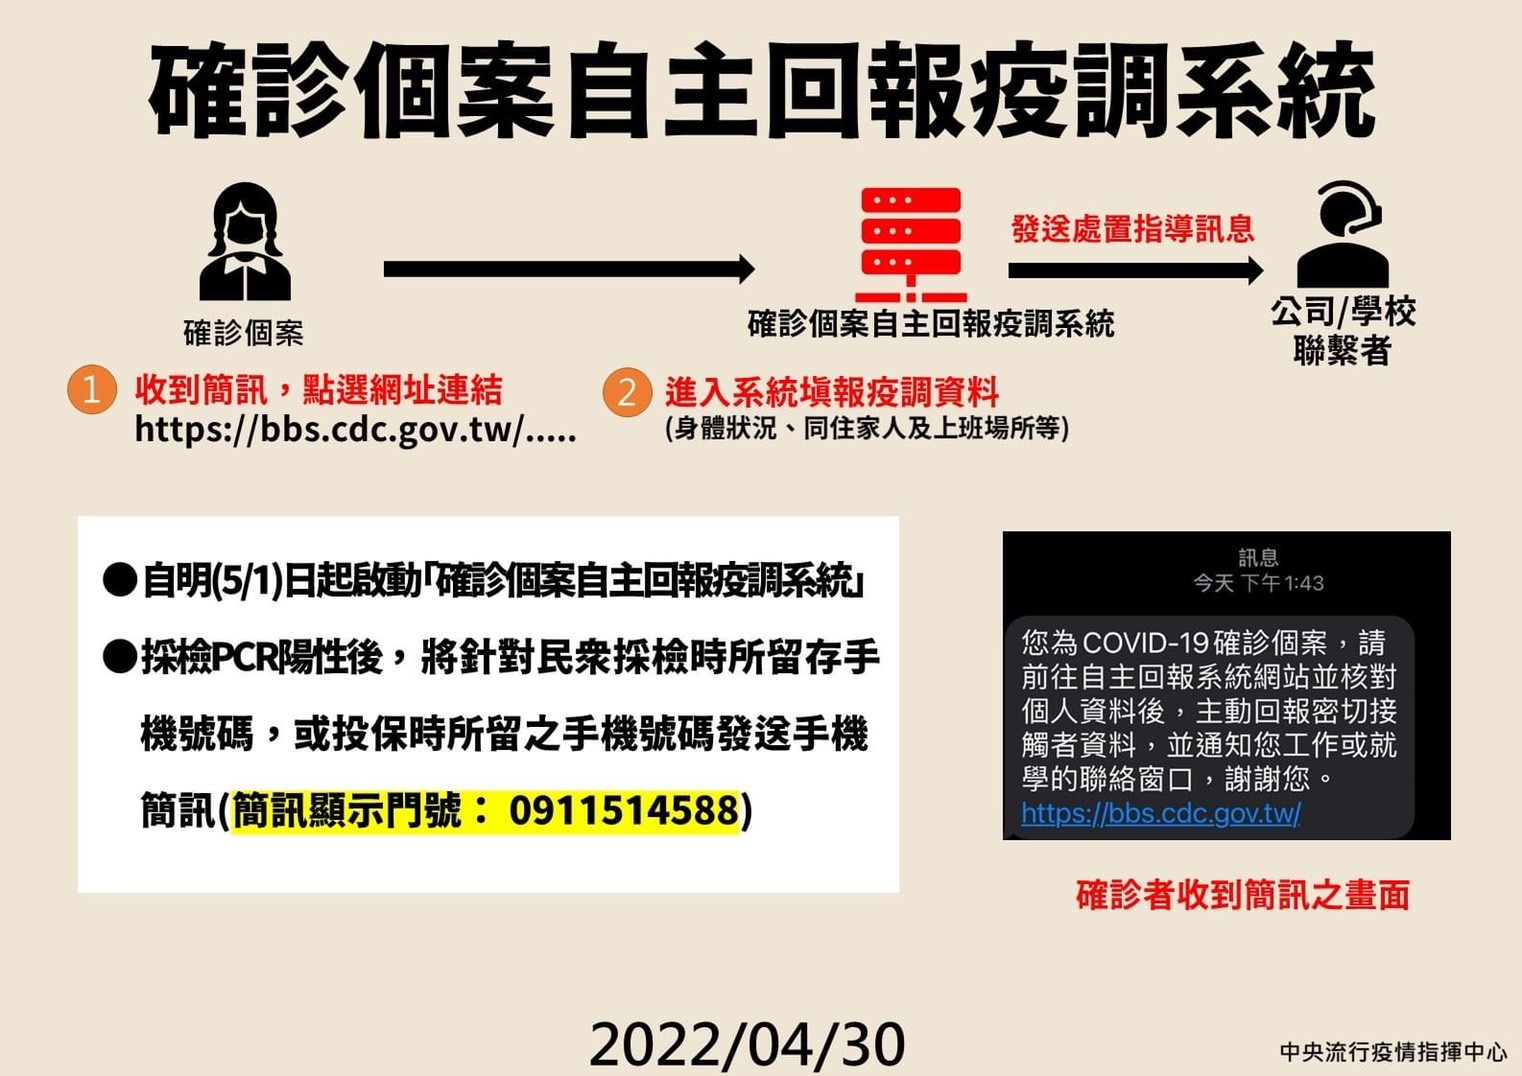 確診個案自主回報疫調系統
發送處置指導訊息
確診個案
確診個案自主回報疫調系統
公司/學校
聯繫者
1 收到簡訊，點選網址連結
https://bbs.cdc.gov.tw/.....
2 進入系統填報疫調資料
(身體狀況、同住家人及上班場所等)
●自明(5/1)日起啟動「確診個案自主回報疫調系統」
●採檢PCR陽性後，將針對民眾採檢時所留存手
機號碼，或投保時所留之手機號碼發送手機
簡訊(簡訊顯示門號： 0911514588)
訊息
今天 下午1:43
您為COVID-19確診個案，請
前往自主回報系統網站並核對
個人資料後，主動回報密切接
觸者資料，並通知您工作或就
學的聯絡窗口，謝謝您。
https://bbs.cdc.gov.tw/
確診者收到簡訊之畫面
2022/04/30
中央流行疫情指揮中心